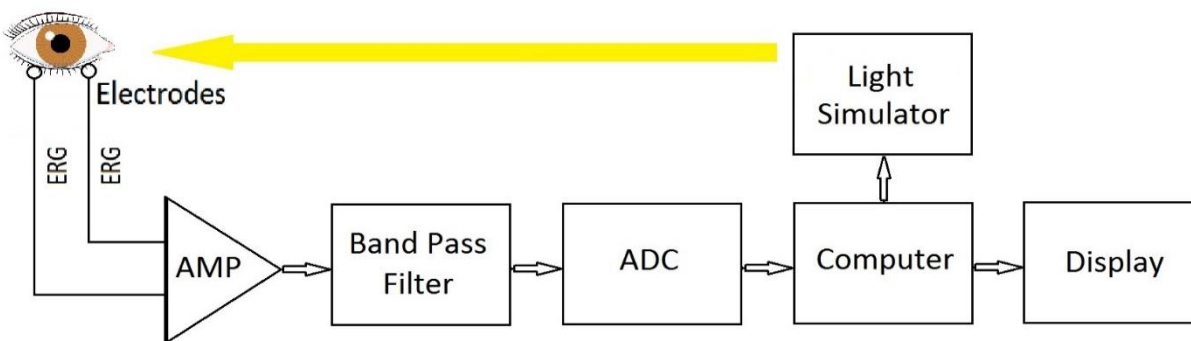 Electrodes
ERG
ERG
AMP
Band Pass
Filter
ADC
Computer
Light
Simulator
Display